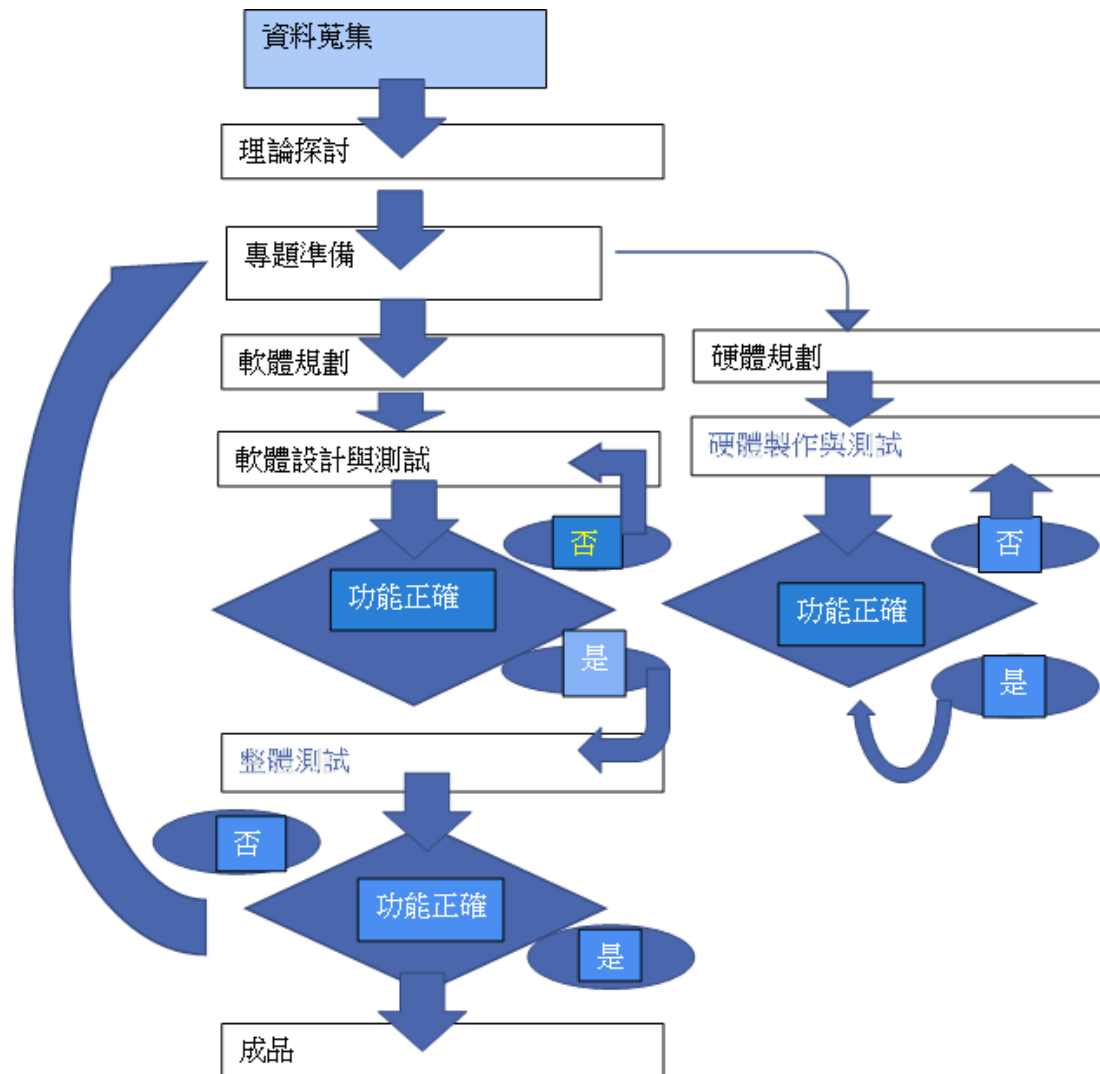 資料蒐集
理論探討
專題準備
軟體規劃
硬體規劃
軟體設計與測試
硬體製作與測試
否
否
功能正確
功能正確
是
是
整體測試
否
功能正確
是
成品